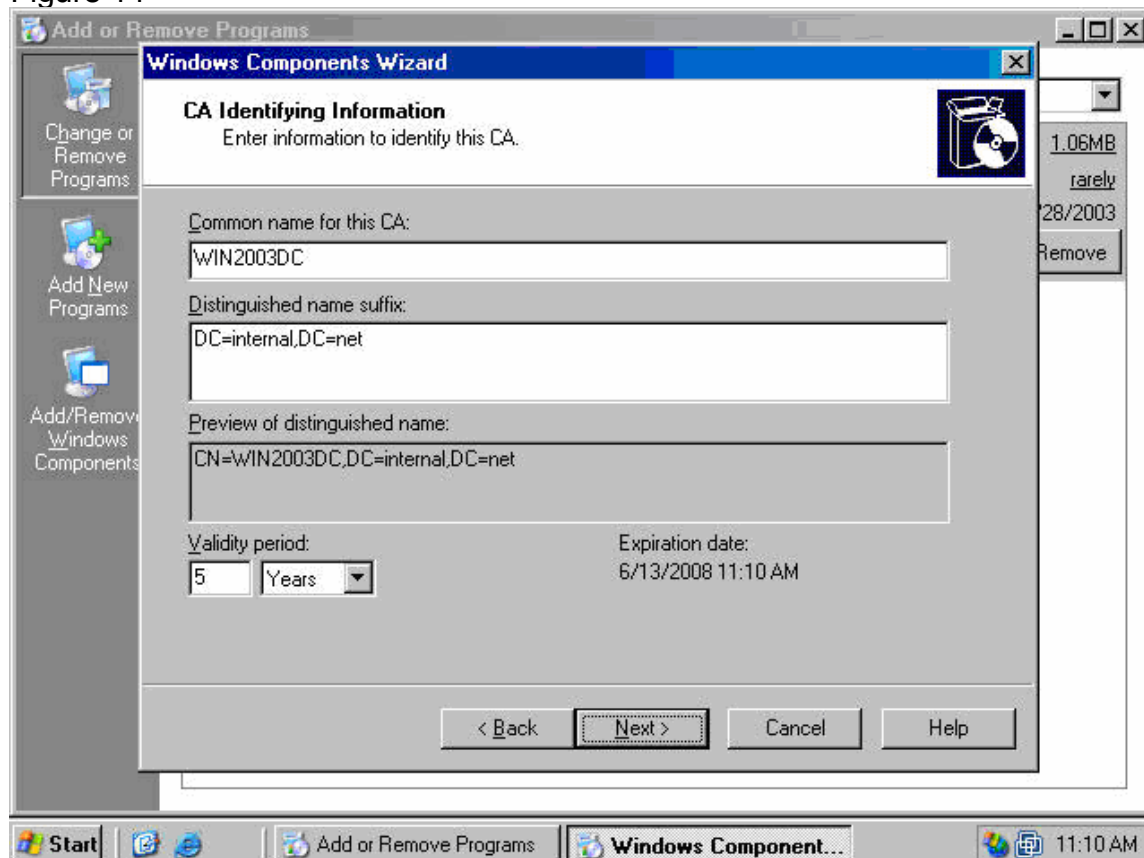 Add or Remove Programs
Windows Components Wizard
CA Identifying Information
Enter information to identify this CA.
Change or
Remove
Programs
1.06MB
rarely
28/2003
Remove
Add New
Programs
Common name for this CA:
WIN2003DC
Distinguished name suffix:
DC=internal,DC=net
Add/Remove
Windows
Components
Preview of distinguished name:
CN=WIN2003DC,DC=internal,DC=net
Validity period:
5 Years
Expiration date:
6/13/2008 11:10 AM
< Back
Next >
Cancel
Help
Start
Add or Remove Programs
Windows Component...
11:10 AM